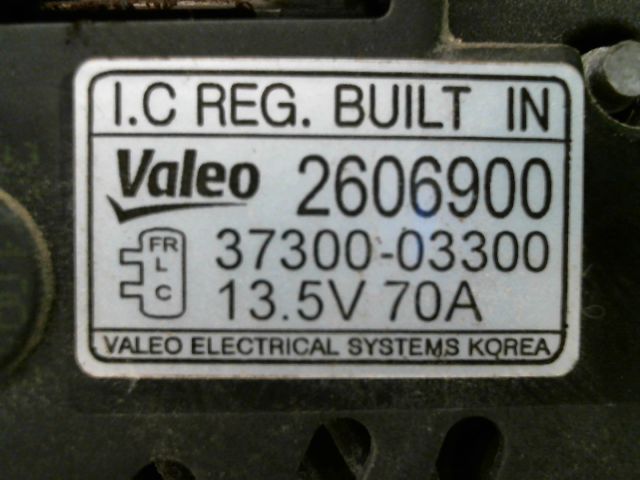 I.C REG. BUILT IN
Valeo 2606900
FR
L
C
37300-03300
13.5V 70A
VALEO ELECTRICAL SYSTEMS KOREA